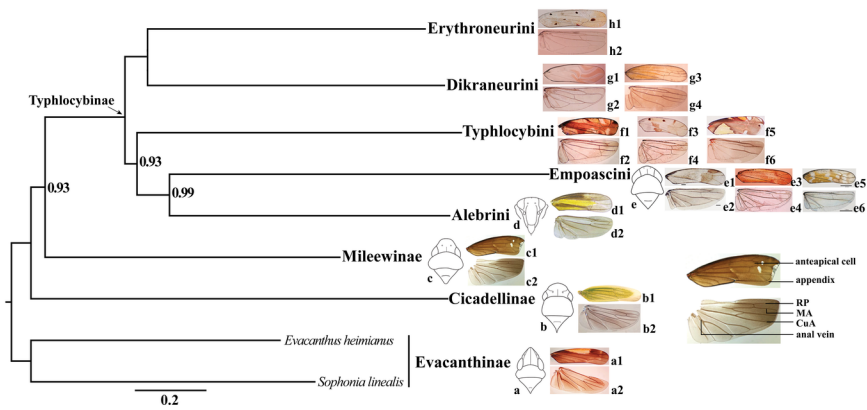 Erythroneurini
h1
h2
Dikraneurini
g1
g3
g2
g4
Typhlocybinae
Typhlocybini
f1
f3
f5
f2
f4
f6
0.93
Empoascini
e
e1
e3
e5
e2
e4
e6
0.99
0.93
Alebrini
d
d1
d2
Mileewinae
c
c1
c2
anteapical cell
appendix
Cicadellinae
b
b1
b2
RP
MA
CuA
anal vein
Evacanthus heimianus
Evacanthinae
a
a1
a2
Sophonia linealis
0.2